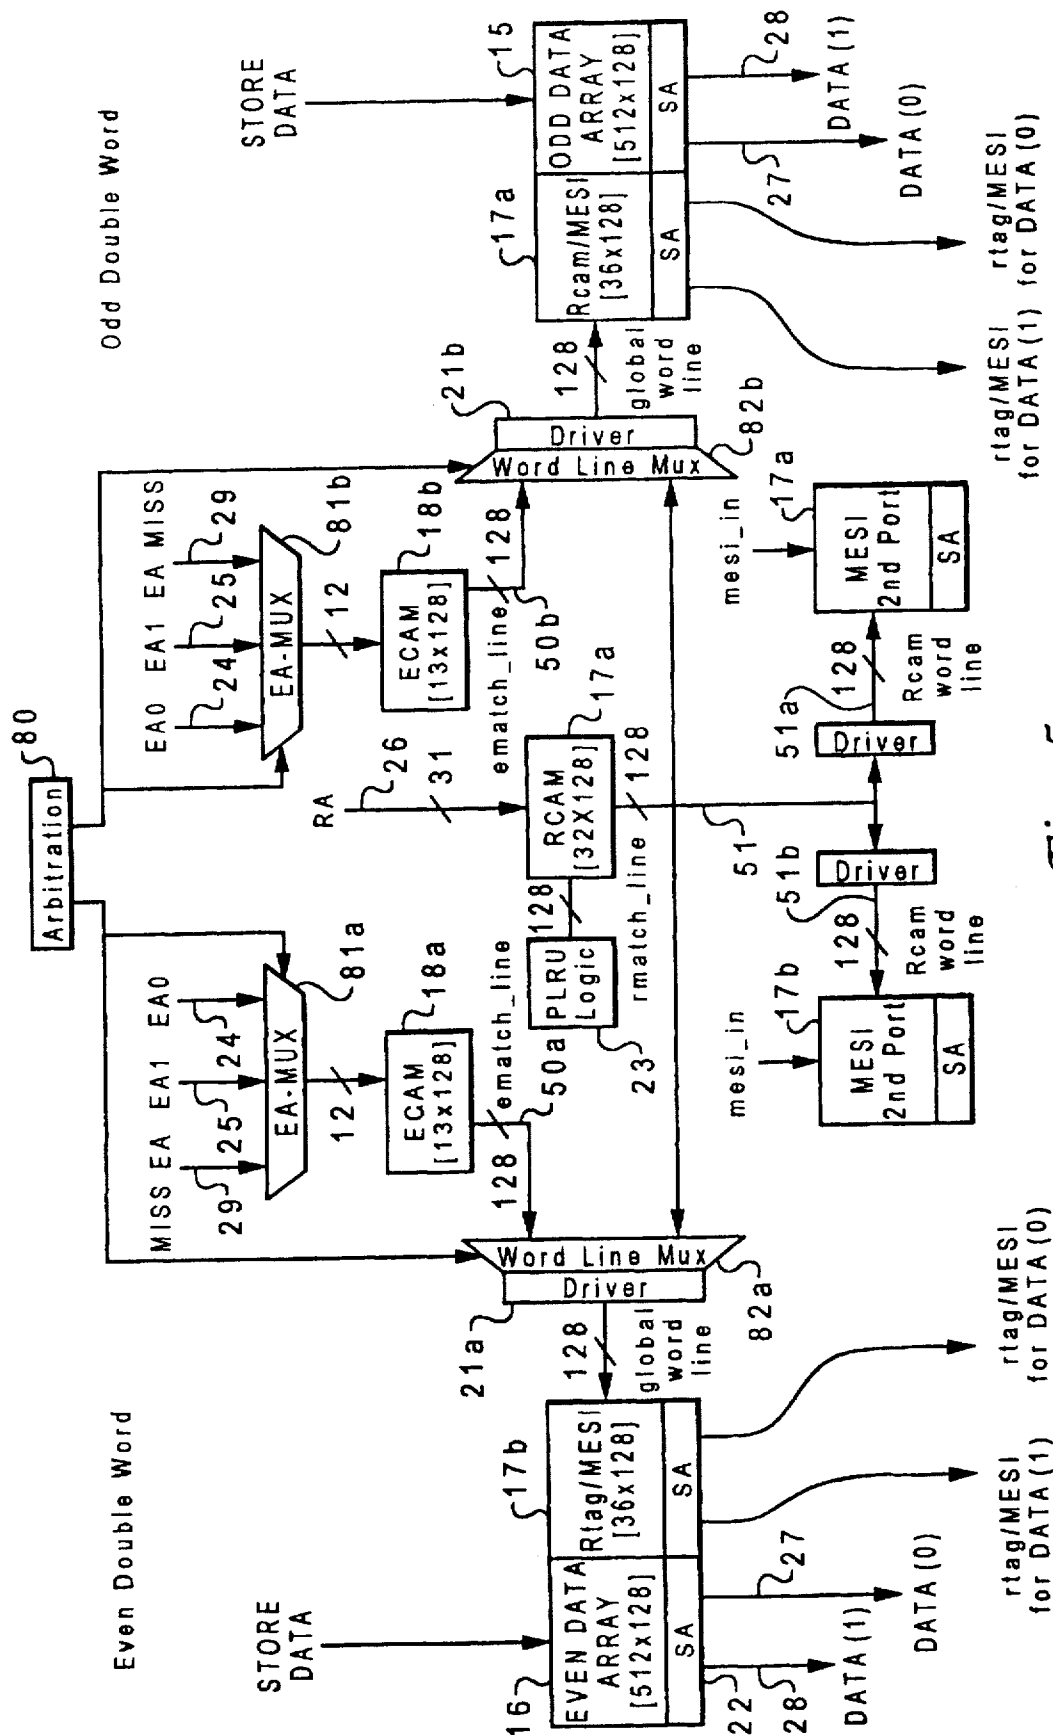 Arbitration
80
Even Double Word
Odd Double Word
MISS EA
EA1
EA0
EA0
EA1
EA MISS
29
25
24
24
25
29
STORE
DATA
STORE
DATA
EA-MUX
81a
EA-MUX
81b
12
12
RA
26
31
ECAM
[13x128]
18a
ECAM
[13x128]
18b
128
ematch_line
50a
ematch_line
128
50b
21a
Driver
Word Line Mux
82a
Word Line Mux
Driver
21b
82b
128
global
word
line
128
global
word
line
PLRU
Logic
23
128
RCAM
[32X128]
17a
rmatch_line
128
51
16
EVEN DATA
ARRAY
[512x128]
SA
22
17b
Rtag/MESI
[36x128]
SA
17a
Rcam/MESI
[36x128]
SA
15
ODD DATA
ARRAY
[512x128]
SA
28
DATA(1)
27
DATA(0)
27
DATA(0)
28
DATA(1)
mesi_in
17b
MESI
2nd Port
SA
128
Rcam
word
line
51b
Driver
51a
Driver
128
Rcam
word
line
mesi_in
17a
MESI
2nd Port
SA
rtag/MESI
for DATA(1)
rtag/MESI
for DATA(0)
rtag/MESI
for DATA(1)
rtag/MESI
for DATA(0)